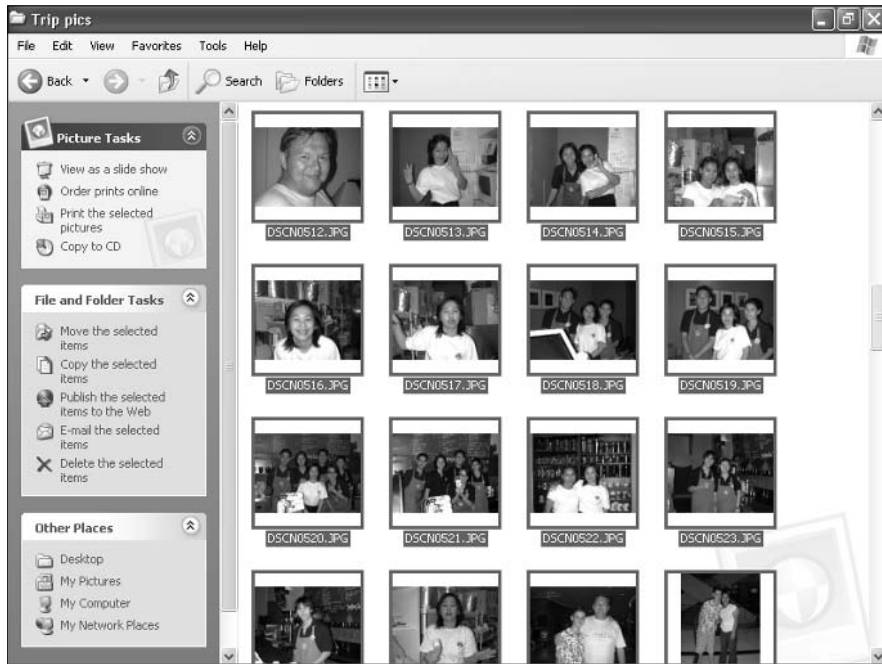 Trip pics
File Edit View Favorites Tools Help
Back Search Folders
Picture Tasks
View as a slide show
Order prints online
Print the selected
pictures
Copy to CD
File and Folder Tasks
Move the selected
items
Copy the selected
items
Publish the selected
items to the Web
E-mail the selected
items
Delete the selected
items
Other Places
Desktop
My Pictures
My Computer
My Network Places
DSCN0512.JPG DSCN0513.JPG DSCN0514.JPG DSCN0515.JPG
DSCN0516.JPG DSCN0517.JPG DSCN0518.JPG DSCN0519.JPG
DSCN0520.JPG DSCN0521.JPG DSCN0522.JPG DSCN0523.JPG